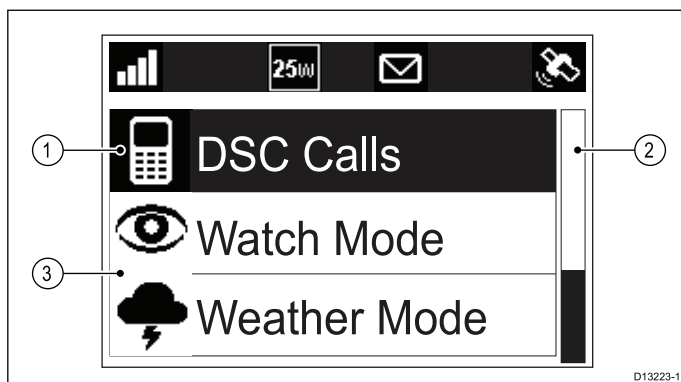 25W
1
DSC Calls
2
Watch Mode
3
Weather Mode
D13223-1